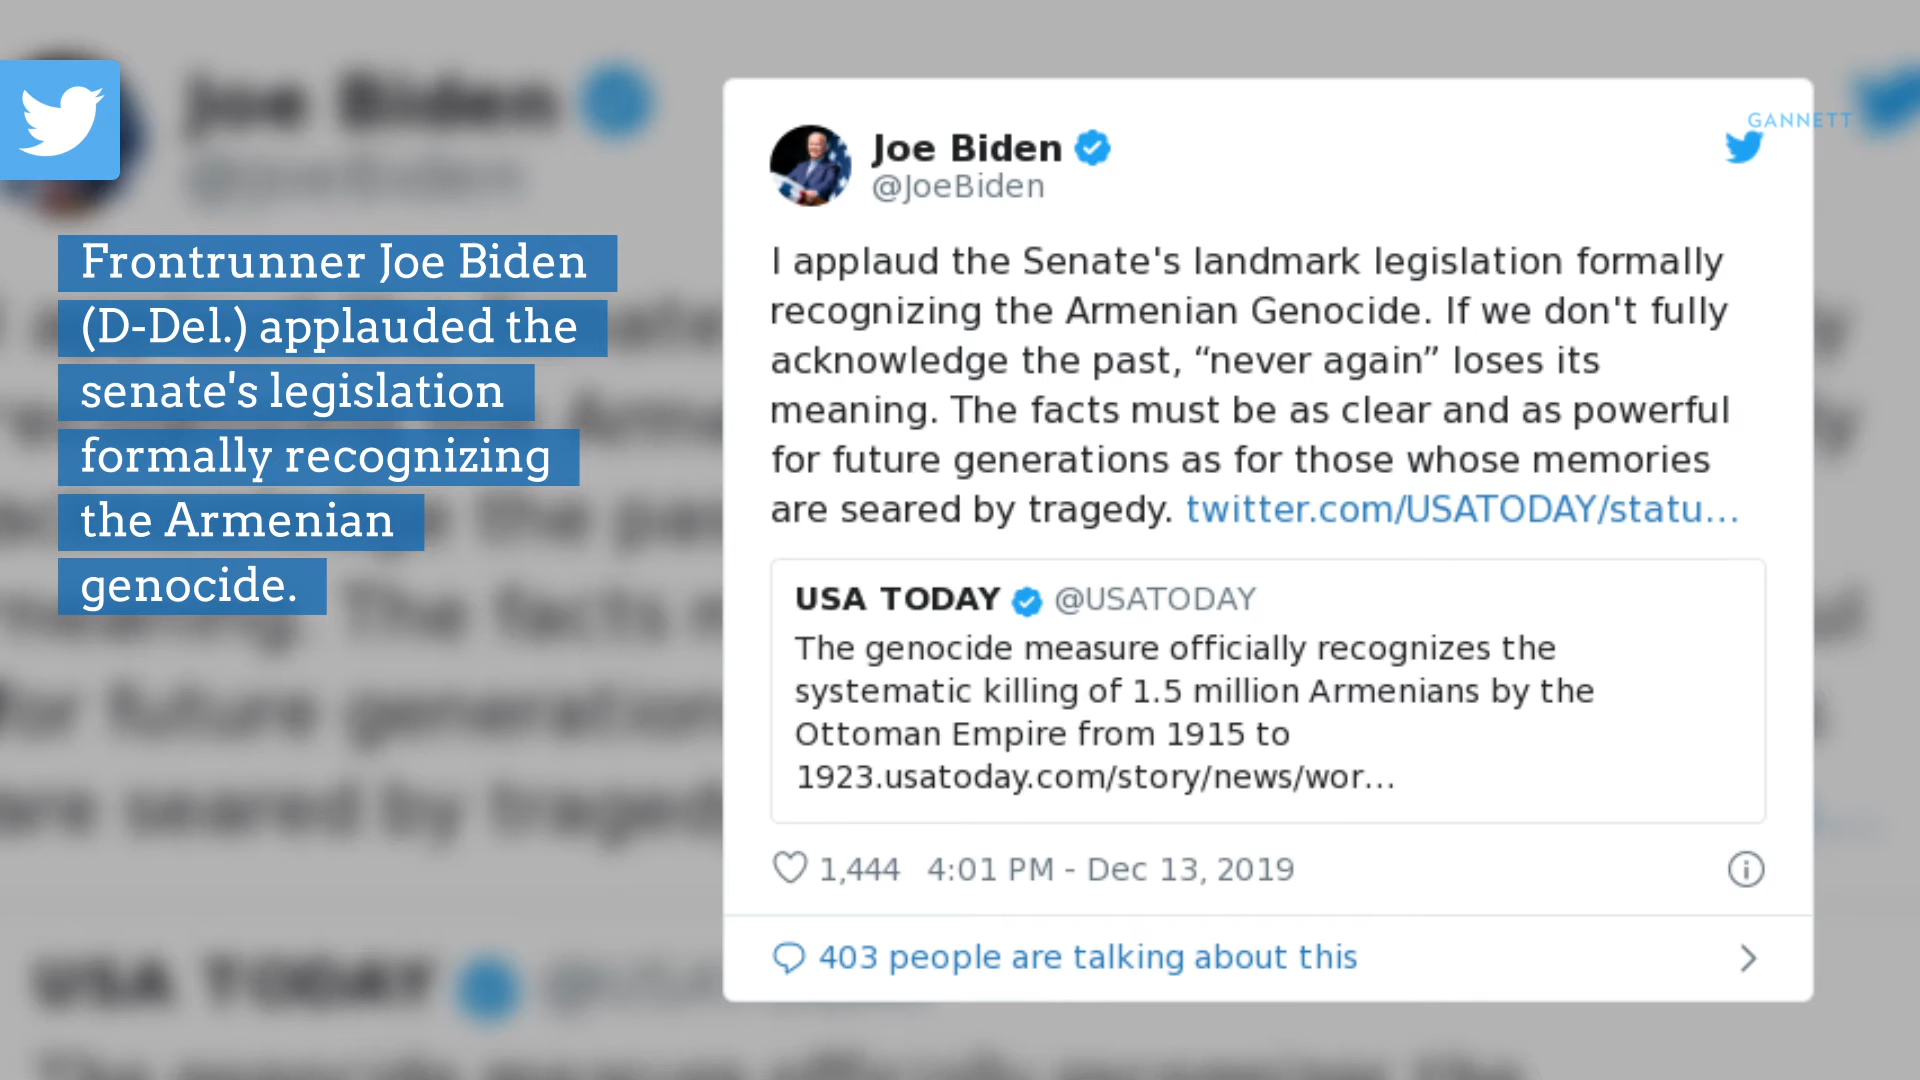 Frontrunner Joe Biden
(D-Del.) applauded the
senate's legislation
formally recognizing
the Armenian
genocide.
GANNETT
Joe Biden
@JoeBiden
I applaud the Senate's landmark legislation formally
recognizing the Armenian Genocide. If we don't fully
acknowledge the past, “never again” loses its
meaning. The facts must be as clear and as powerful
for future generations as for those whose memories
are seared by tragedy. twitter.com/USATODAY/statu…
USA TODAY @USATODAY
The genocide measure officially recognizes the
systematic killing of 1.5 million Armenians by the
Ottoman Empire from 1915 to
1923.usatoday.com/story/news/wor…
1,444 4:01 PM - Dec 13, 2019
403 people are talking about this